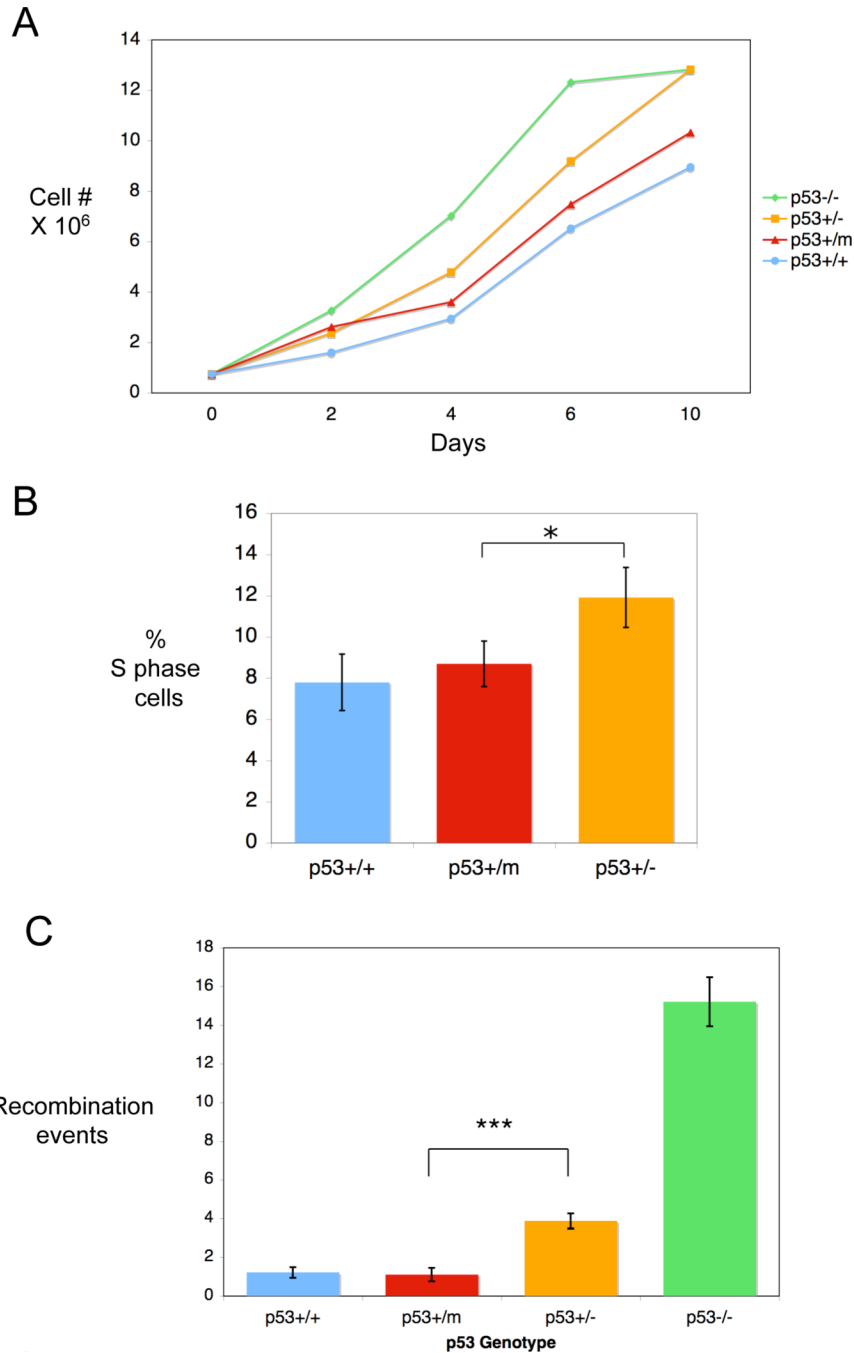 A
14
12
10
8
6
4
2
0
Cell #
X 10⁶
0 2 4 6 10
Days
p53-/-
p53+/-
p53+/m
p53+/+
B
16
14
12
10
8
6
4
2
0
%
S phase
cells
*
p53+/+ p53+/m p53+/-
C
18
16
14
12
10
8
6
4
2
0
Recombination
events
***
p53+/+ p53+/m p53+/- p53-/-
p53 Genotype